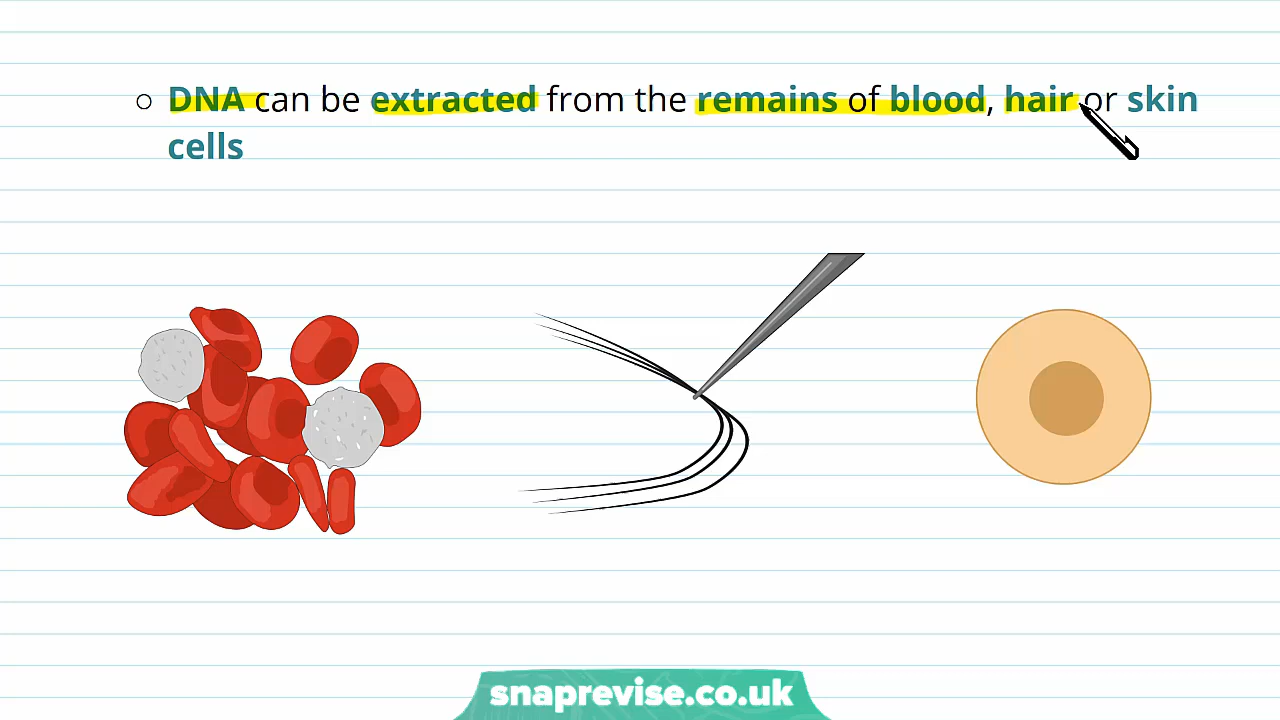 DNA can be extracted from the remains of blood, hair or skin
cells
snaprevise.co.uk